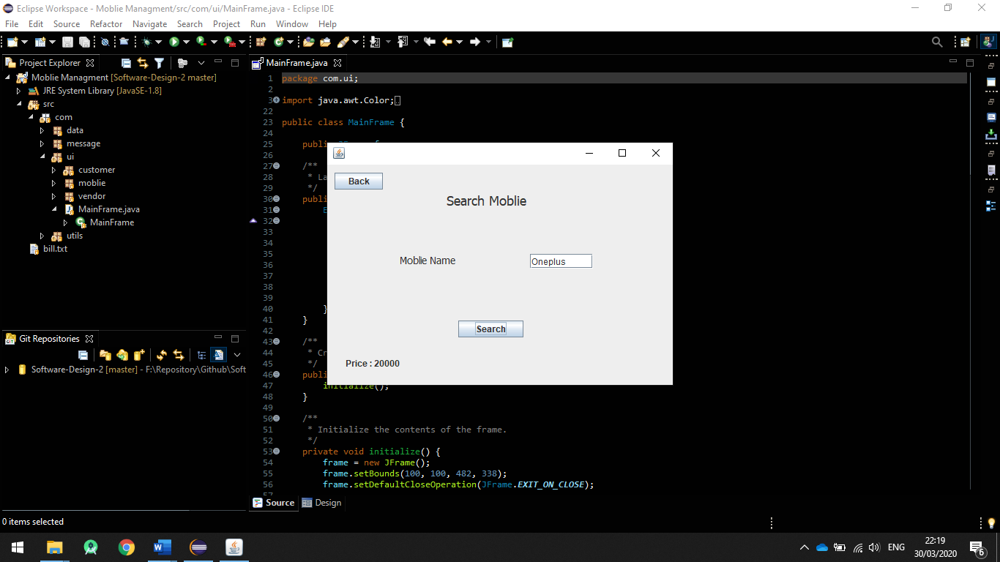 Eclipse Workspace - Moblie Managment/src/com/ui/MainFrame.java - Eclipse IDE
File Edit Source Refactor Navigate Search Project Run Window Help
Project Explorer
Moblie Managment [Software-Design-2 master]
JRE System Library [JavaSE-1.8]
src
com
data
message
ui
customer
moblie
vendor
MainFrame.java
MainFrame
utils
bill.txt
Git Repositories
GIT
Software-Design-2 [master] - F:\Repository\Github\Soft
MainFrame.java
1 package com.ui;
2
3 import java.awt.Color;
22
23 public class MainFrame {
24
25 publi
26
27 /**
28 * La
29 */
30 publi
31 E
32
33
34
35
36
37
38
39
40 }
41 }
42
43 /**
44 * Cr
45 */
46 publi
47 initialize();
48 }
49
50 /**
51 * Initialize the contents of the frame.
52 */
53 private void initialize() {
54 frame = new JFrame();
55 frame.setBounds(100, 100, 482, 338);
56 frame.setDefaultCloseOperation(JFrame.EXIT_ON_CLOSE);
57
Back
Search Moblie
Moblie Name Oneplus
Search
Price : 20000
Source Design
0 items selected
W
ENG
22:19
30/03/2020
6